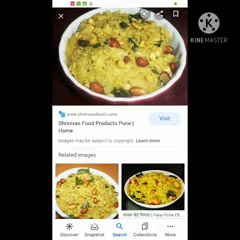 KINEMASTER
www.shriniwasfoods.com
Shrinivas Food Products Pune |
Home
Visit
Images may be subject to copyright. Learn more
Related images
Discover
Snapshot
Search
Collections
More